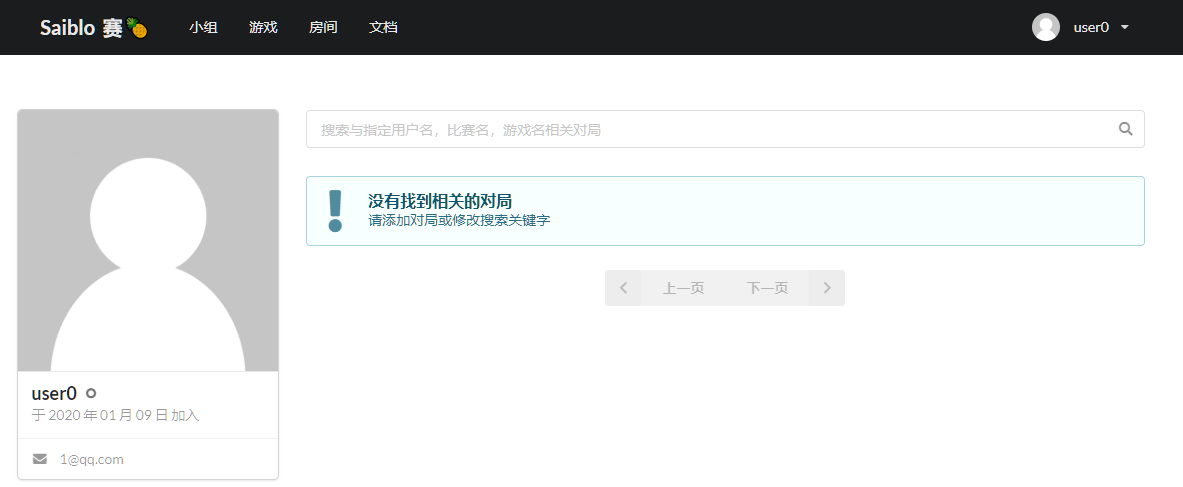 Saiblo 赛🍍 小组 游戏 房间 文档 user0
搜索与指定用户名，比赛名，游戏名相关对局
没有找到相关的对局
请添加对局或修改搜索关键字
上一页 下一页
user0
于 2020 年 01 月 09 日 加入
1@qq.com